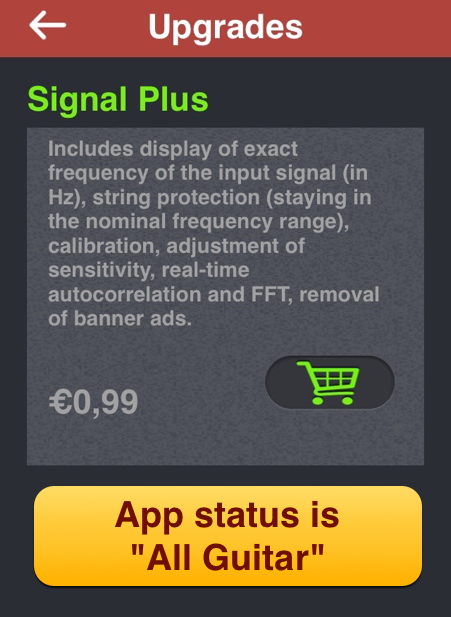 Upgrades
Signal Plus
Includes display of exact
frequency of the input signal (in
Hz), string protection (staying in
the nominal frequency range),
calibration, adjustment of
sensitivity, real-time
autocorrelation and FFT, removal
of banner ads.
€0,99
App status is
"All Guitar"